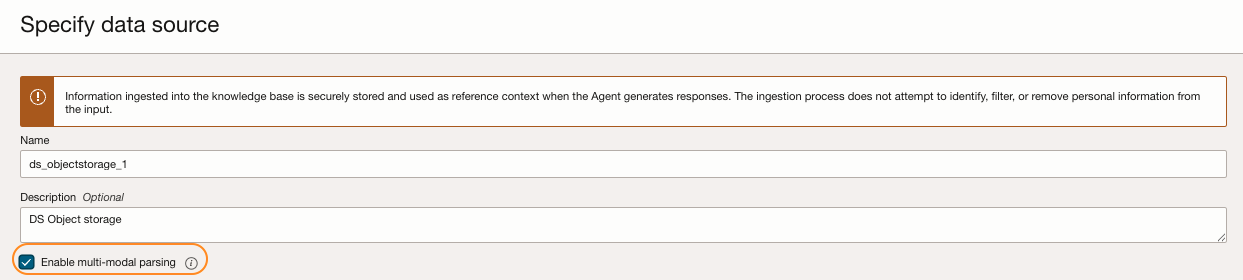 Specify data source
Information ingested into the knowledge base is securely stored and used as reference context when the Agent generates responses. The ingestion process does not attempt to identify, filter, or remove personal information from
the input.
Name
ds_objectstorage_1
Description Optional
DS Object storage
Enable multi-modal parsing